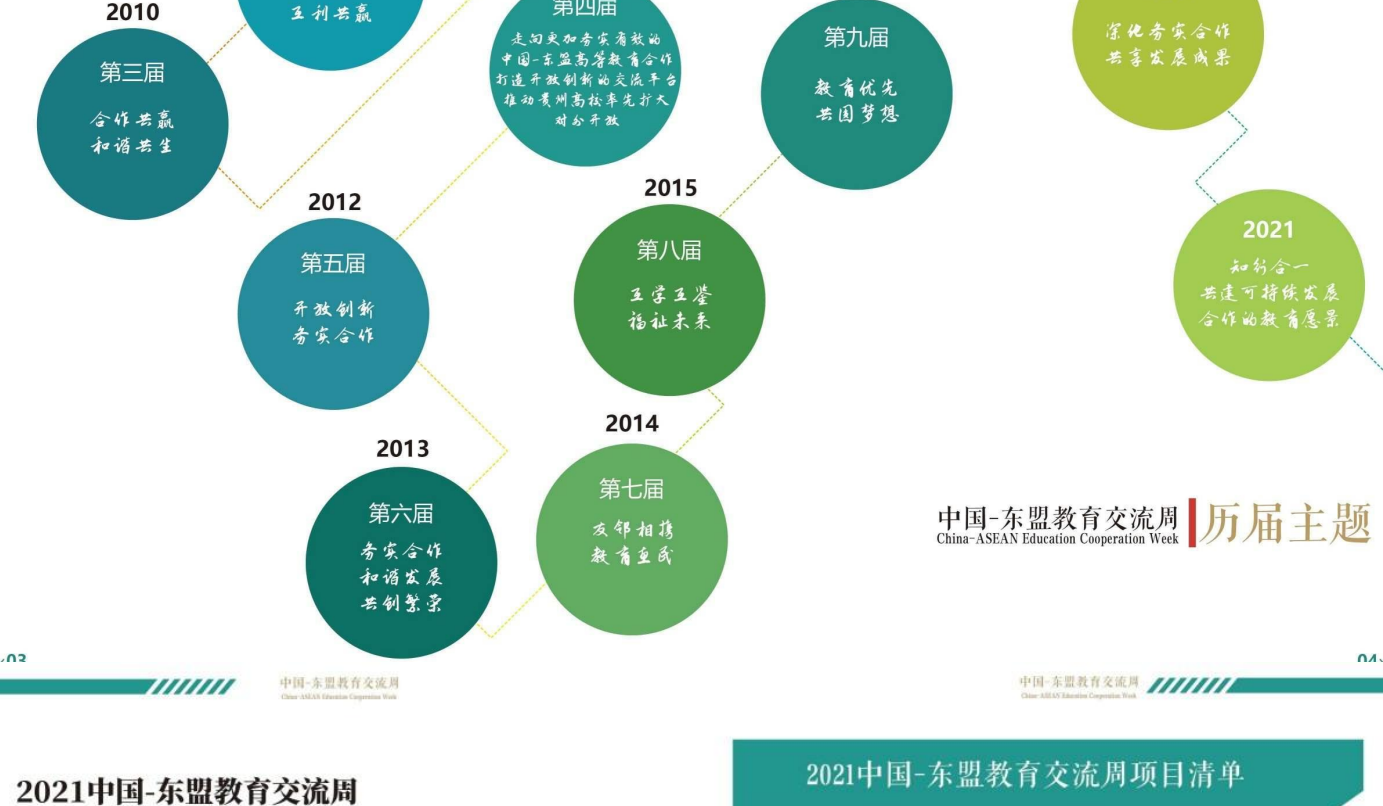 2010
第三届
合作共赢
和谐共生
互利共赢
第四届
走向更加务实有效的
中国-东盟高等教育合作
打造开放创新的交流平台
推动贵州高校率先扩大
对外开放
2012
第五届
开放创新
务实合作
2013
第六届
务实合作
和谐发展
共创繁荣
2014
第七届
友邻相携
教育惠民
2015
第八届
互学互鉴
福祉未来
第九届
教育优先
共圆梦想
深化务实合作
共享发展成果
2021
知行合一
共建可持续发展
合作的教育愿景
中国-东盟教育交流周
China-ASEAN Education Cooperation Week
历届主题
03
04
中国-东盟教育交流周
China-ASEAN Education Cooperation Week
中国-东盟教育交流周
China-ASEAN Education Cooperation Week
2021中国-东盟教育交流周
2021中国-东盟教育交流周项目清单